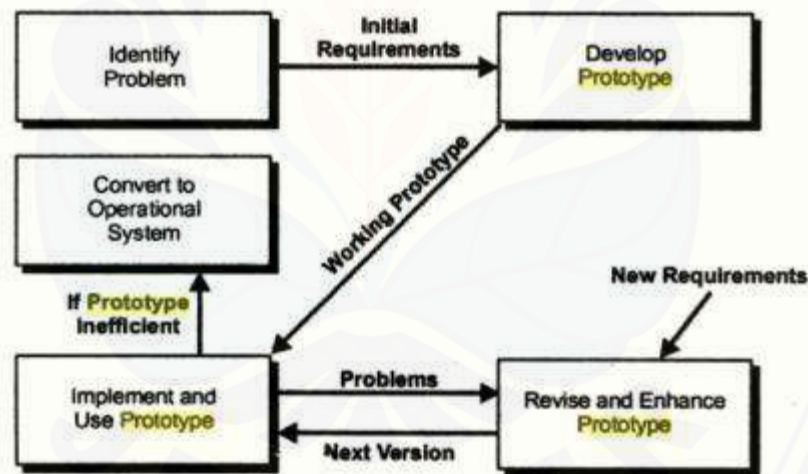 Identify
Problem
Initial
Requirements
Develop
Prototype
Convert to
Operational
System
Working Prototype
New Requirements
If Prototype
Inefficient
Implement and
Use Prototype
Problems
Next Version
Revise and Enhance
Prototype